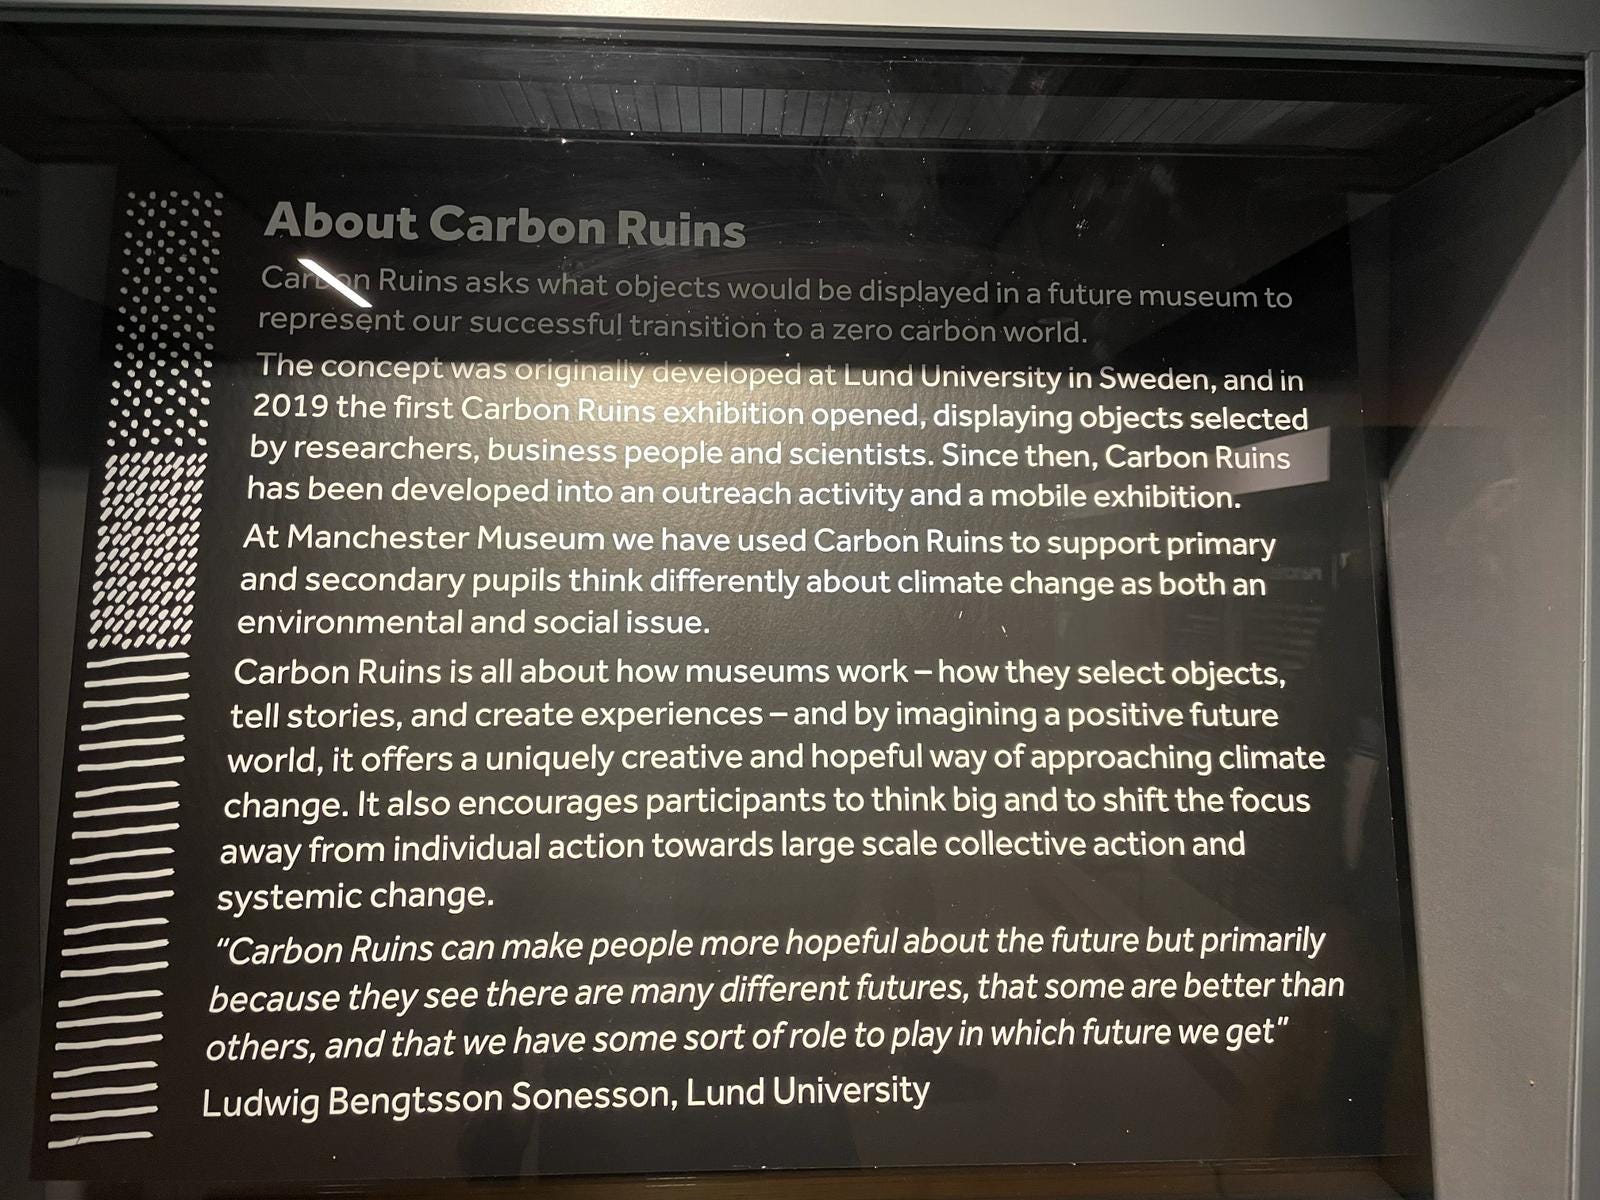 About Carbon Ruins
Carbon Ruins asks what objects would be displayed in a future museum to
represent our successful transition to a zero carbon world.
The concept was originally developed at Lund University in Sweden, and in
2019 the first Carbon Ruins exhibition opened, displaying objects selected
by researchers, business people and scientists. Since then, Carbon Ruins
has been developed into an outreach activity and a mobile exhibition.
At Manchester Museum we have used Carbon Ruins to support primary
and secondary pupils think differently about climate change as both an
environmental and social issue.
Carbon Ruins is all about how museums work – how they select objects,
tell stories, and create experiences – and by imagining a positive future
world, it offers a uniquely creative and hopeful way of approaching climate
change. It also encourages participants to think big and to shift the focus
away from individual action towards large scale collective action and
systemic change.
“Carbon Ruins can make people more hopeful about the future but primarily
because they see there are many different futures, that some are better than
others, and that we have some sort of role to play in which future we get”
Ludwig Bengtsson Sonesson, Lund University